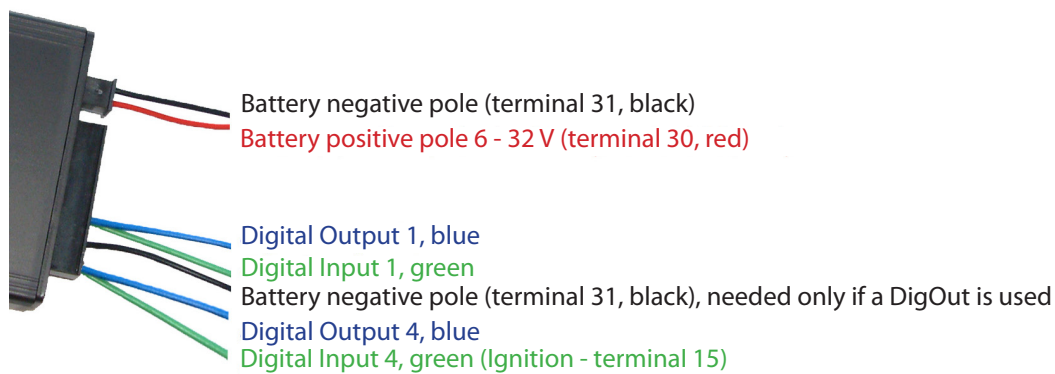 Battery negative pole (terminal 31, black)
Battery positive pole 6 - 32 V (terminal 30, red)
Digital Output 1, blue
Digital Input 1, green
Battery negative pole (terminal 31, black), needed only if a DigOut is used
Digital Output 4, blue
Digital Input 4, green (Ignition - terminal 15)